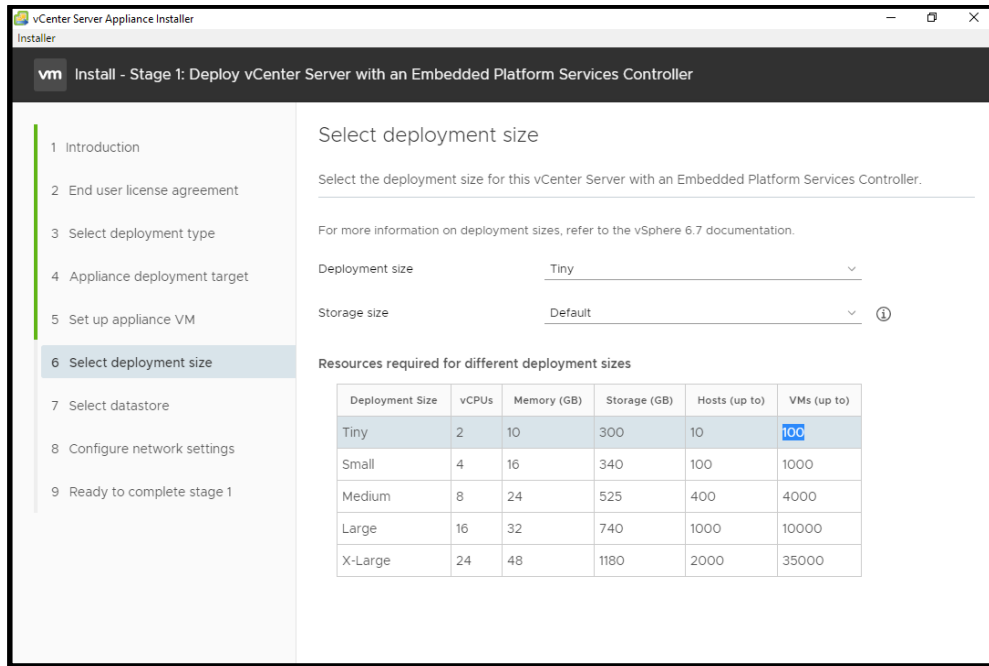 vCenter Server Appliance Installer
Installer
vm Install - Stage 1: Deploy vCenter Server with an Embedded Platform Services Controller
1 Introduction
2 End user license agreement
3 Select deployment type
4 Appliance deployment target
5 Set up appliance VM
6 Select deployment size
7 Select datastore
8 Configure network settings
9 Ready to complete stage 1
Select deployment size
Select the deployment size for this vCenter Server with an Embedded Platform Services Controller.
For more information on deployment sizes, refer to the vSphere 6.7 documentation.
Deployment size Tiny
Storage size Default
Resources required for different deployment sizes
Deployment Size vCPUs Memory (GB) Storage (GB) Hosts (up to) VMs (up to)
Tiny 2 10 300 10 100
Small 4 16 340 100 1000
Medium 8 24 525 400 4000
Large 16 32 740 1000 10000
X-Large 24 48 1180 2000 35000